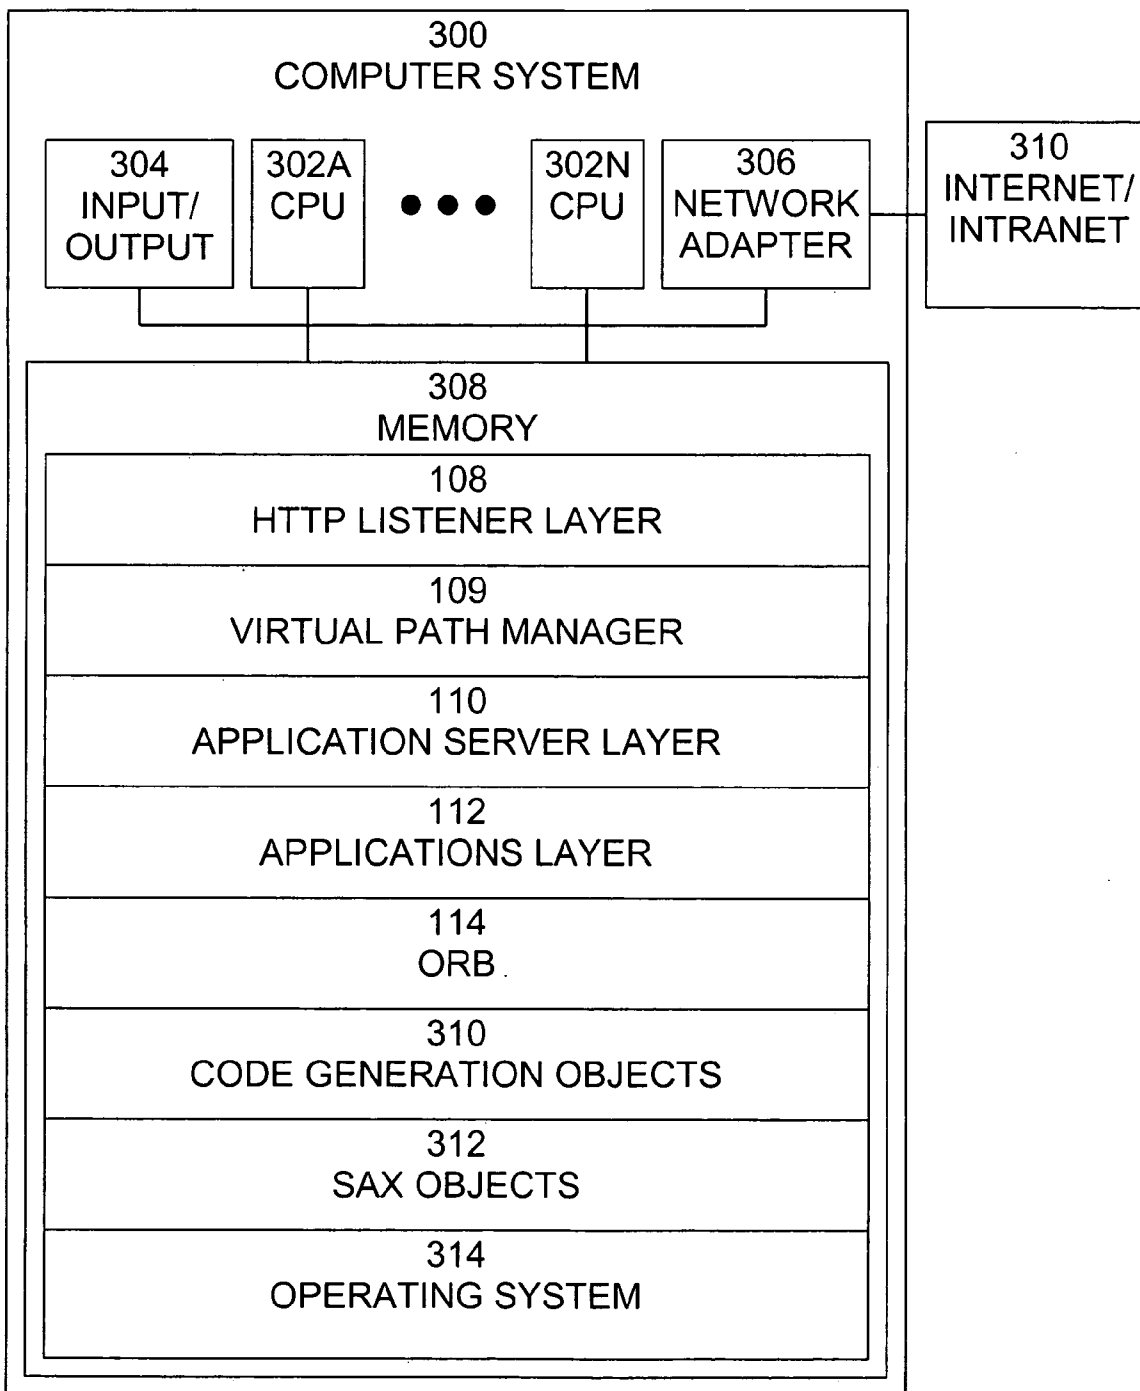 300
COMPUTER SYSTEM
304
INPUT/
OUTPUT
302A
CPU
302N
CPU
306
NETWORK
ADAPTER
310
INTERNET/
INTRANET
308
MEMORY
108
HTTP LISTENER LAYER
109
VIRTUAL PATH MANAGER
110
APPLICATION SERVER LAYER
112
APPLICATIONS LAYER
114
ORB
310
CODE GENERATION OBJECTS
312
SAX OBJECTS
314
OPERATING SYSTEM